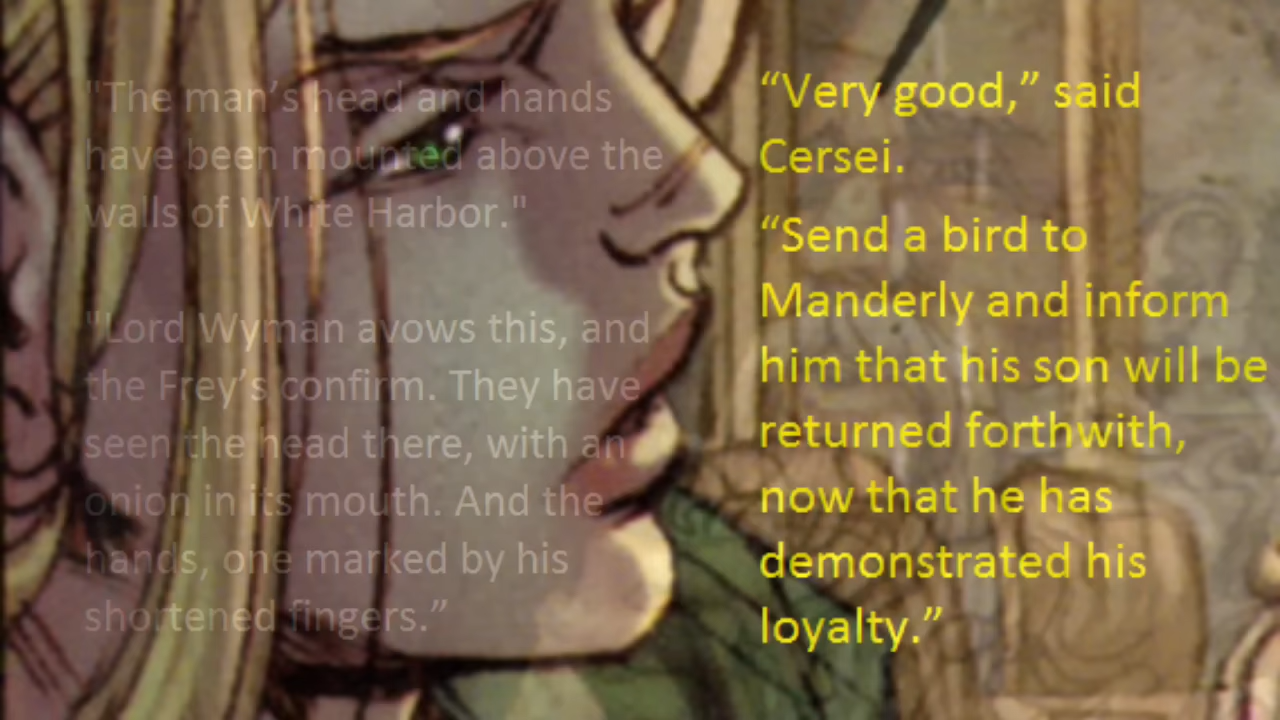 "The man’s head and hands
have been mounted above the
walls of White Harbor."
"Lord Wyman avows this, and
the Frey’s confirm. They have
seen the head there, with an
onion in its mouth. And the
hands, one marked by his
shortened fingers.”
“Very good,” said
Cersei.
“Send a bird to
Manderly and inform
him that his son will be
returned forthwith,
now that he has
demonstrated his
loyalty.”